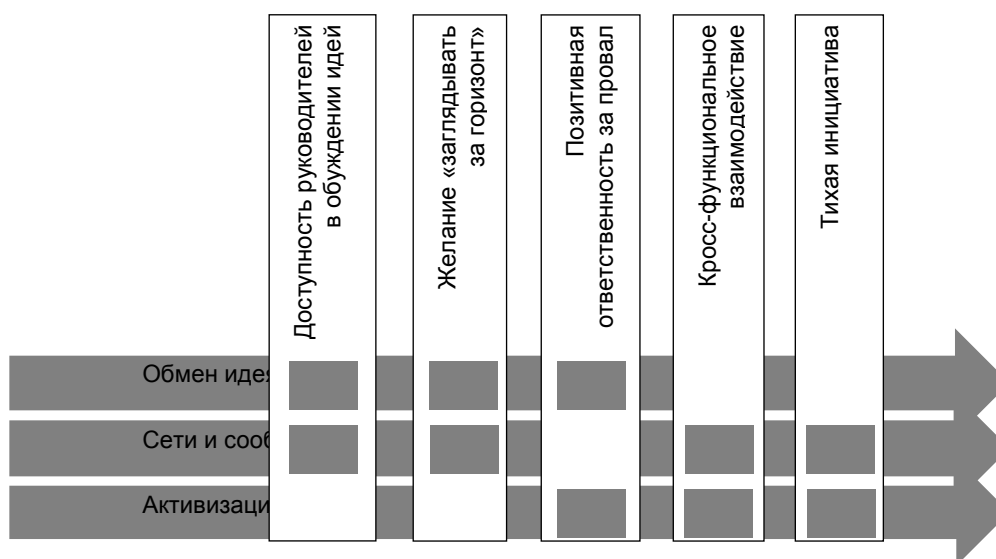 Доступность руководителей
в обуждении идей
Желание «заглядывать
за горизонт»
Позитивная
ответственность за провал
Кросс-функциональное
взаимодействие
Тихая инициатива
Обмен идея
Сети и сооб
Активизаци